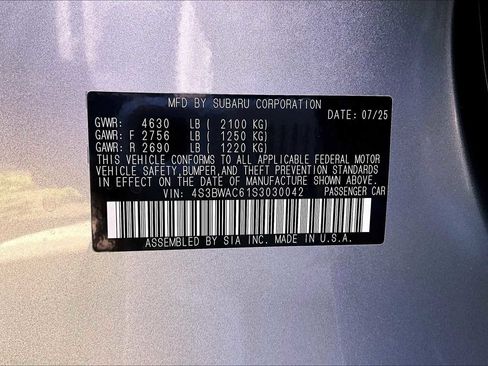 MFD BY SUBARU CORPORATION
DATE: 07/25
GVWR: 4630 LB ( 2100 KG)
GAWR: F 2756 LB ( 1250 KG)
GAWR: R 2690 LB ( 1220 KG)
THIS VEHICLE CONFORMS TO ALL APPLICABLE FEDERAL MOTOR
VEHICLE SAFETY,BUMPER,AND THEFT PREVENTION STANDARDS
IN EFFECT ON THE DATE OF MANUFACTURE SHOWN ABOVE.
VIN: 4S3BWAC61S3030042 PASSENGER CAR
ASSEMBLED BY SIA INC. MADE IN U.S.A.